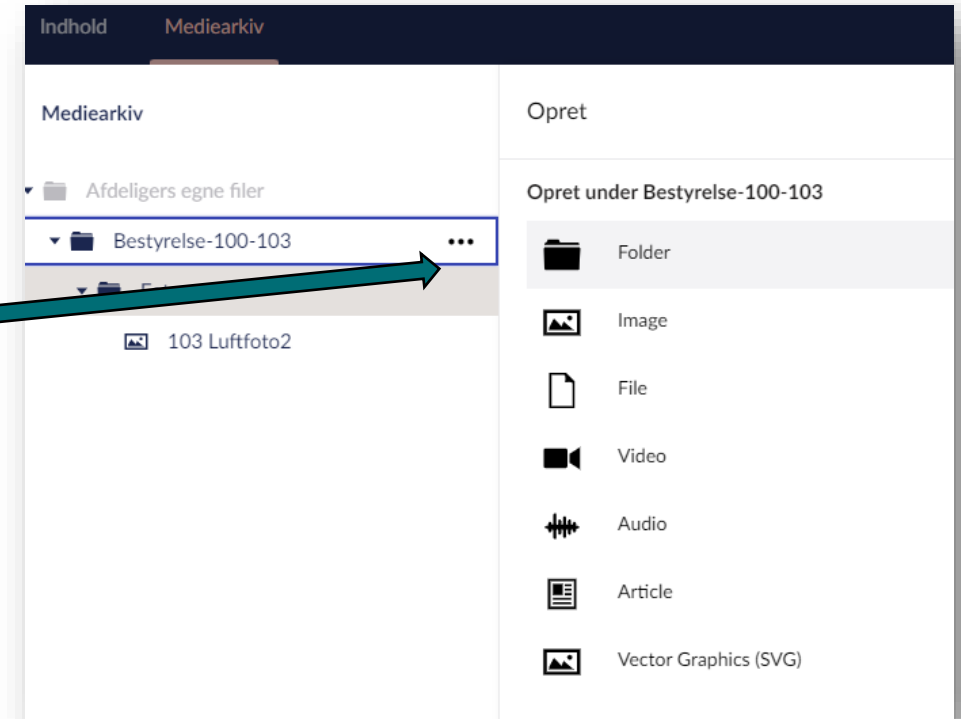 Indhold Mediearkiv
Mediearkiv
Afdeligers egne filer
Bestyrelse-100-103
103 Luftfoto2
Opret
Opret under Bestyrelse-100-103
Folder
Image
File
Video
Audio
Article
Vector Graphics (SVG)